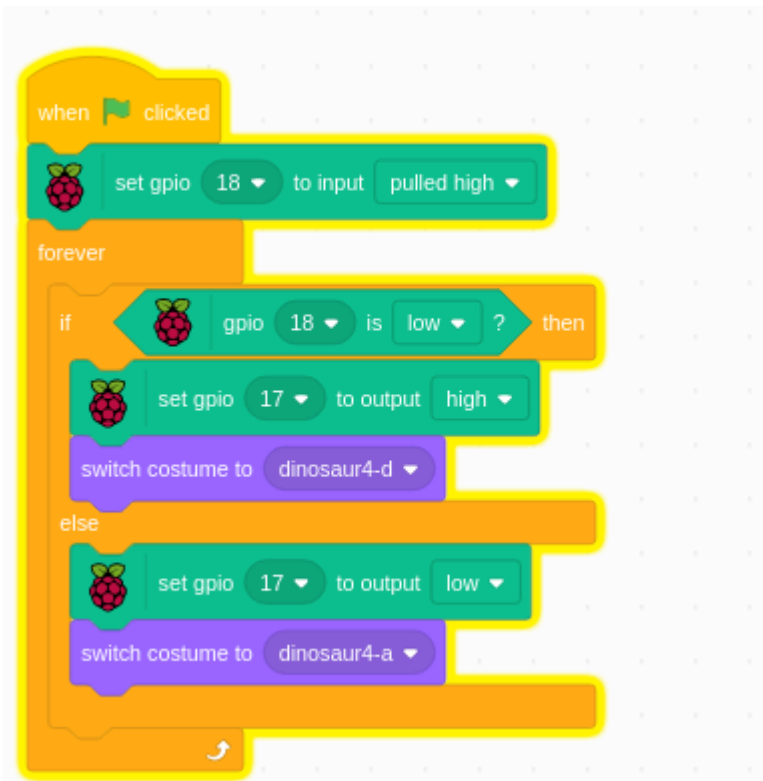 when clicked
set gpio 18 to input pulled high
forever
if gpio 18 is low ? then
set gpio 17 to output high
switch costume to dinosaur4-d
else
set gpio 17 to output low
switch costume to dinosaur4-a